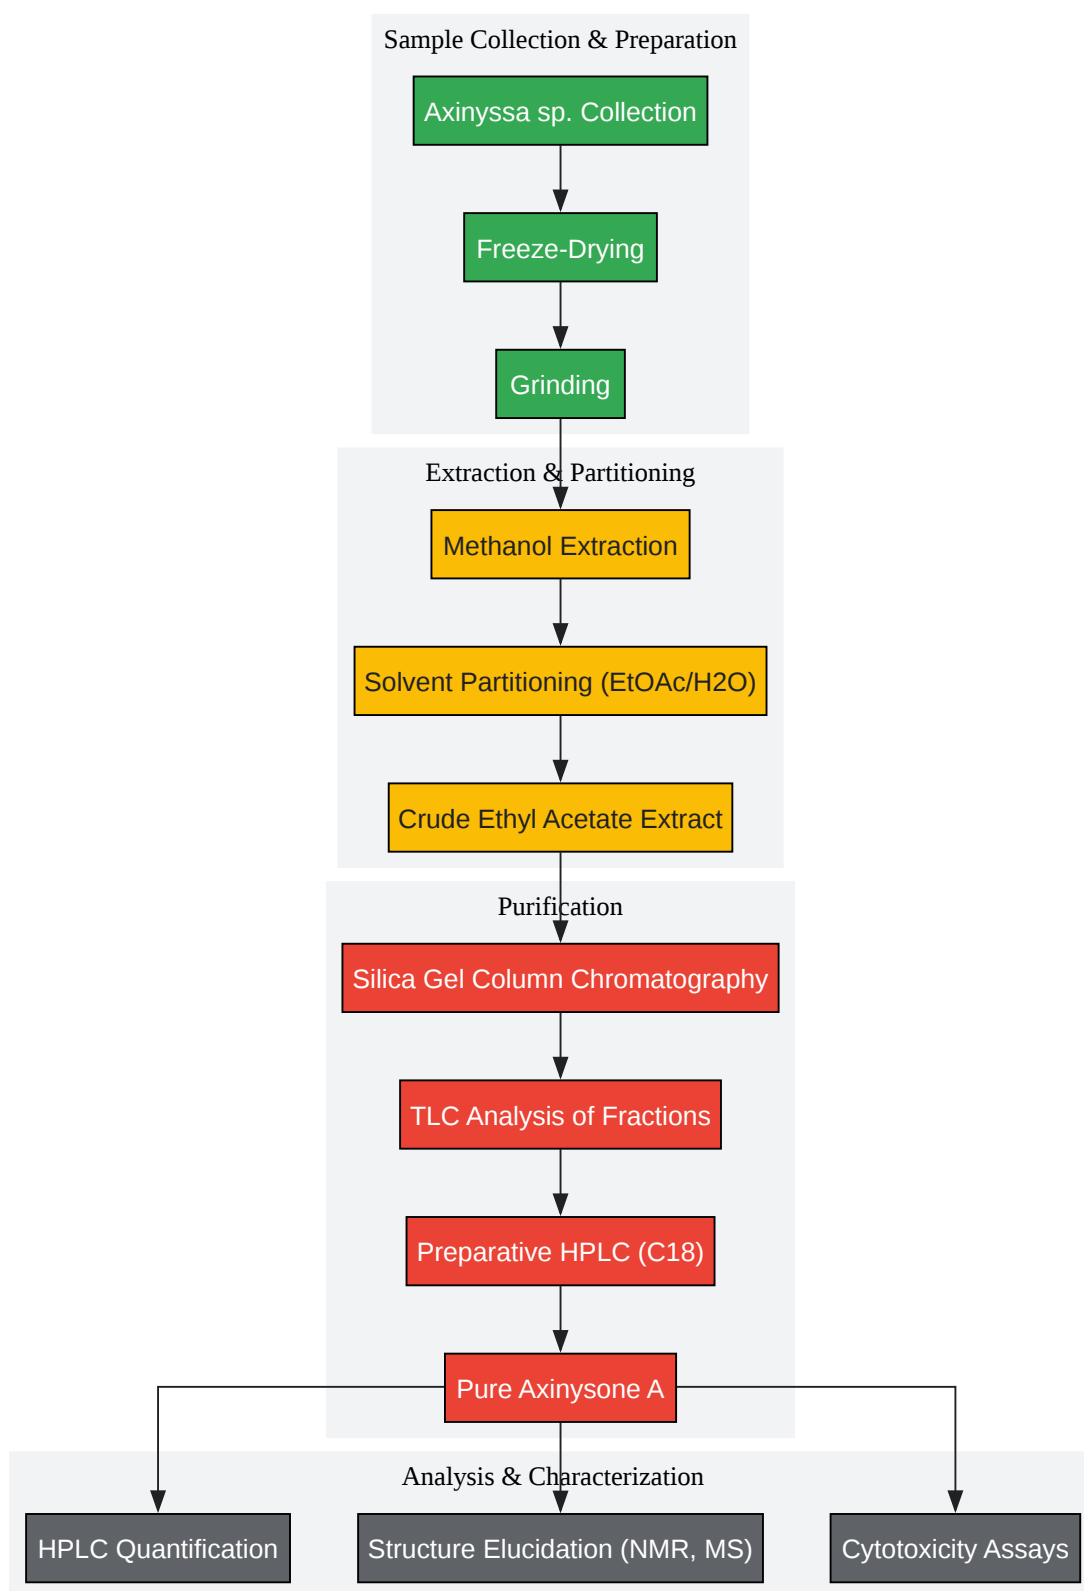 Sample Collection & Preparation
Axinyssa sp. Collection
Freeze-Drying
Grinding
Extraction & Partitioning
Methanol Extraction
Solvent Partitioning (EtOAc/H2O)
Crude Ethyl Acetate Extract
Purification
Silica Gel Column Chromatography
TLC Analysis of Fractions
Preparative HPLC (C18)
Pure Axinysone A
Analysis & Characterization
HPLC Quantification
Structure Elucidation (NMR, MS)
Cytotoxicity Assays